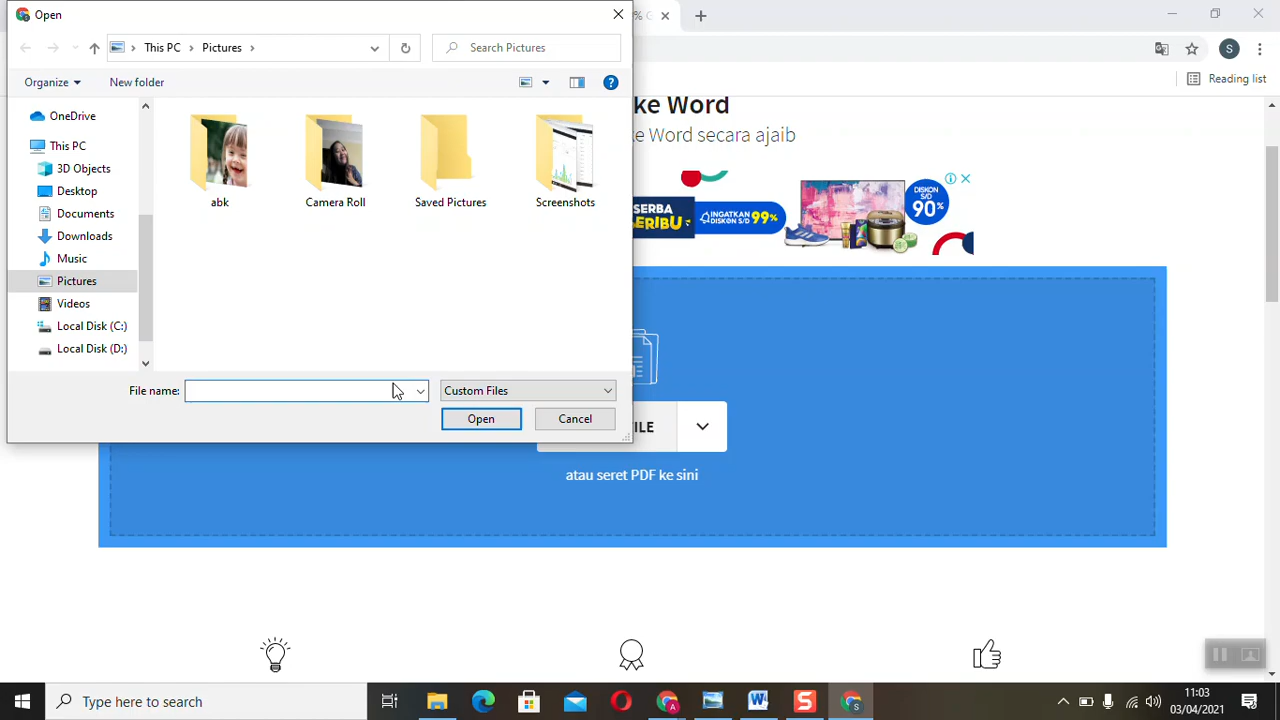 Open
% G
This PC
Pictures
Search Pictures
S
Organize
New folder
Reading list
OneDrive
This PC
3D Objects
Desktop
Documents
Downloads
Music
Pictures
Videos
Local Disk (C:)
Local Disk (D:)
abk
Camera Roll
Saved Pictures
Screenshots
File name:
Custom Files
Open
Cancel
ke Word
ke Word secara ajaib
SERBA
SERIBU
INGATKAN
DISKON S/D 99%
DISKON
S/D
90%
ILE
atau seret PDF ke sini
Type here to search
11:03
03/04/2021